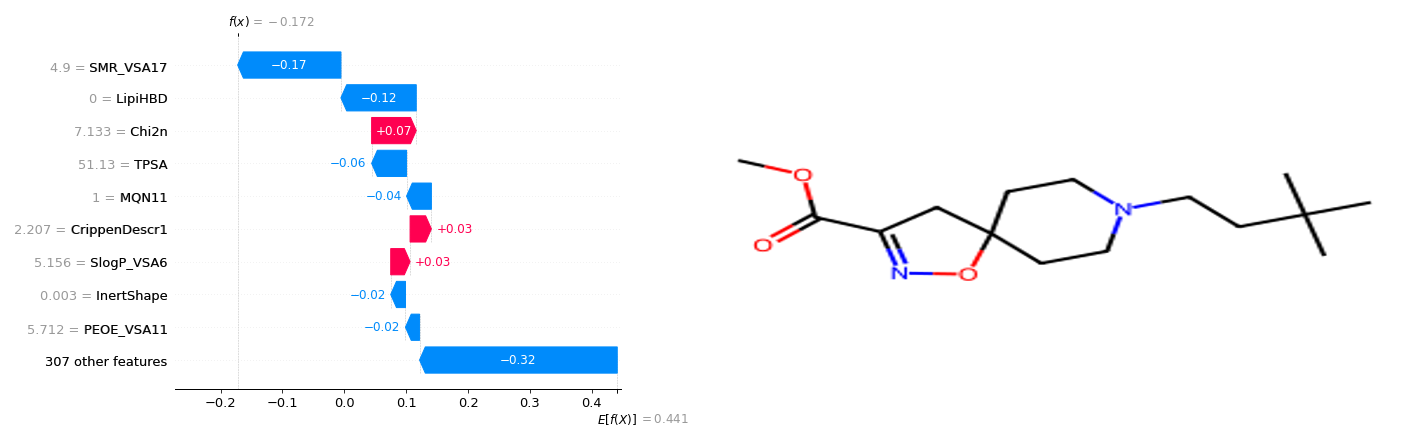 f(x) = −0.172
4.9 = SMR_VSA17
−0.17
0 = LipiHBD
−0.12
7.133 = Chi2n
+0.07
51.13 = TPSA
−0.06
1 = MQN11
−0.04
2.207 = CrippenDescr1
+0.03
5.156 = SlogP_VSA6
+0.03
0.003 = InertShape
−0.02
5.712 = PEOE_VSA11
−0.02
307 other features
−0.32
−0.2 −0.1 0.0 0.1 0.2 0.3 0.4
E[f(X)] = 0.441
O
O
N
O
N